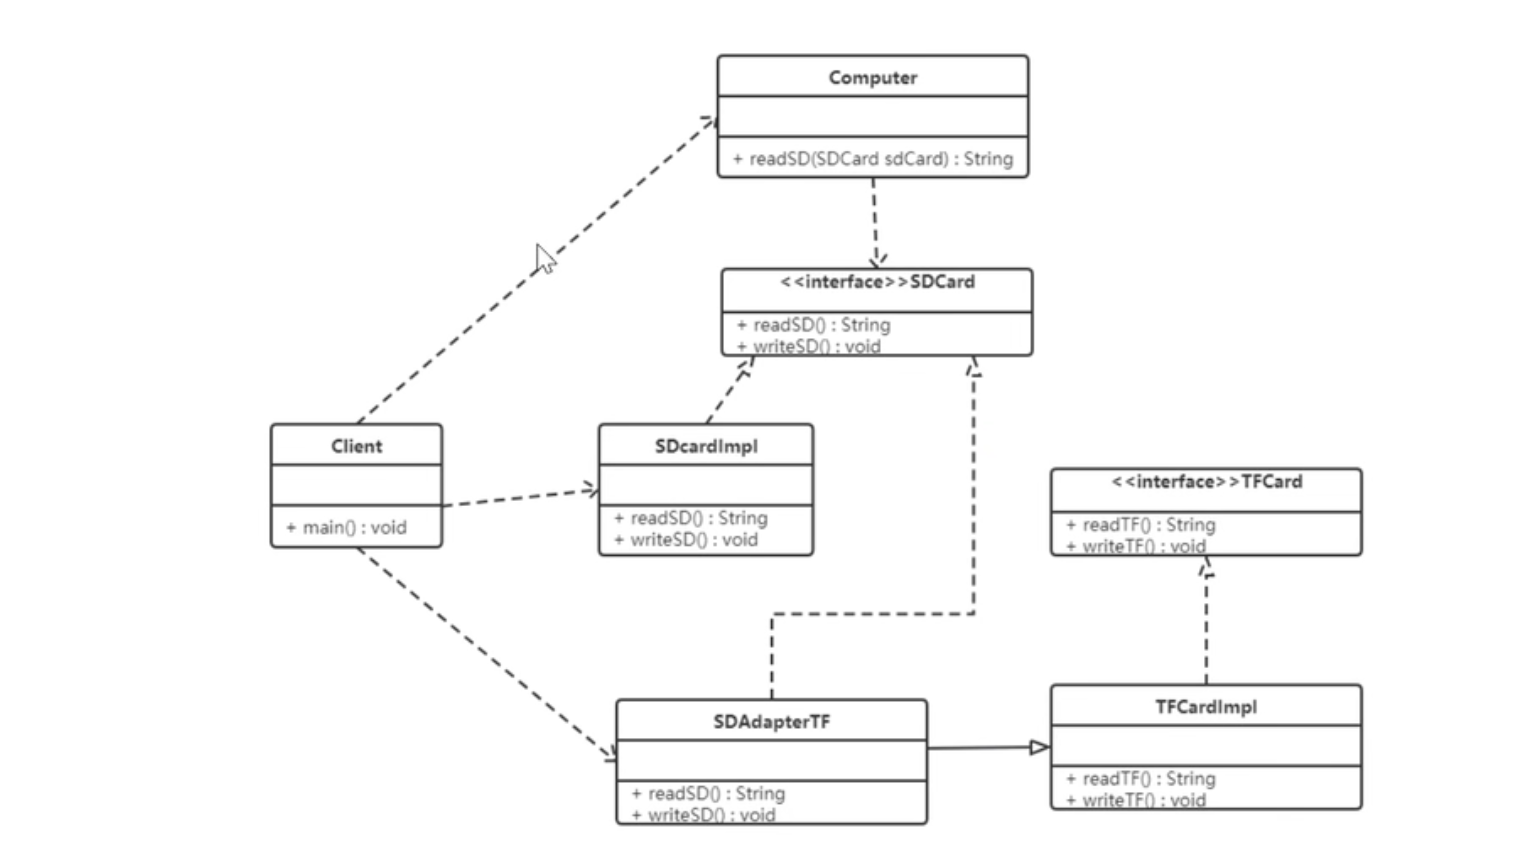 Computer
+ readSD(SDCard sdCard) : String
<<interface>>SDCard
+ readSD() : String
+ writeSD() : void
Client
+ main() : void
SDcardImpl
+ readSD() : String
+ writeSD() : void
<<interface>>TFCard
+ readTF() : String
+ writeTF() : void
SDAdapterTF
+ readSD() : String
+ writeSD() : void
TFCardImpl
+ readTF() : String
+ writeTF() : void